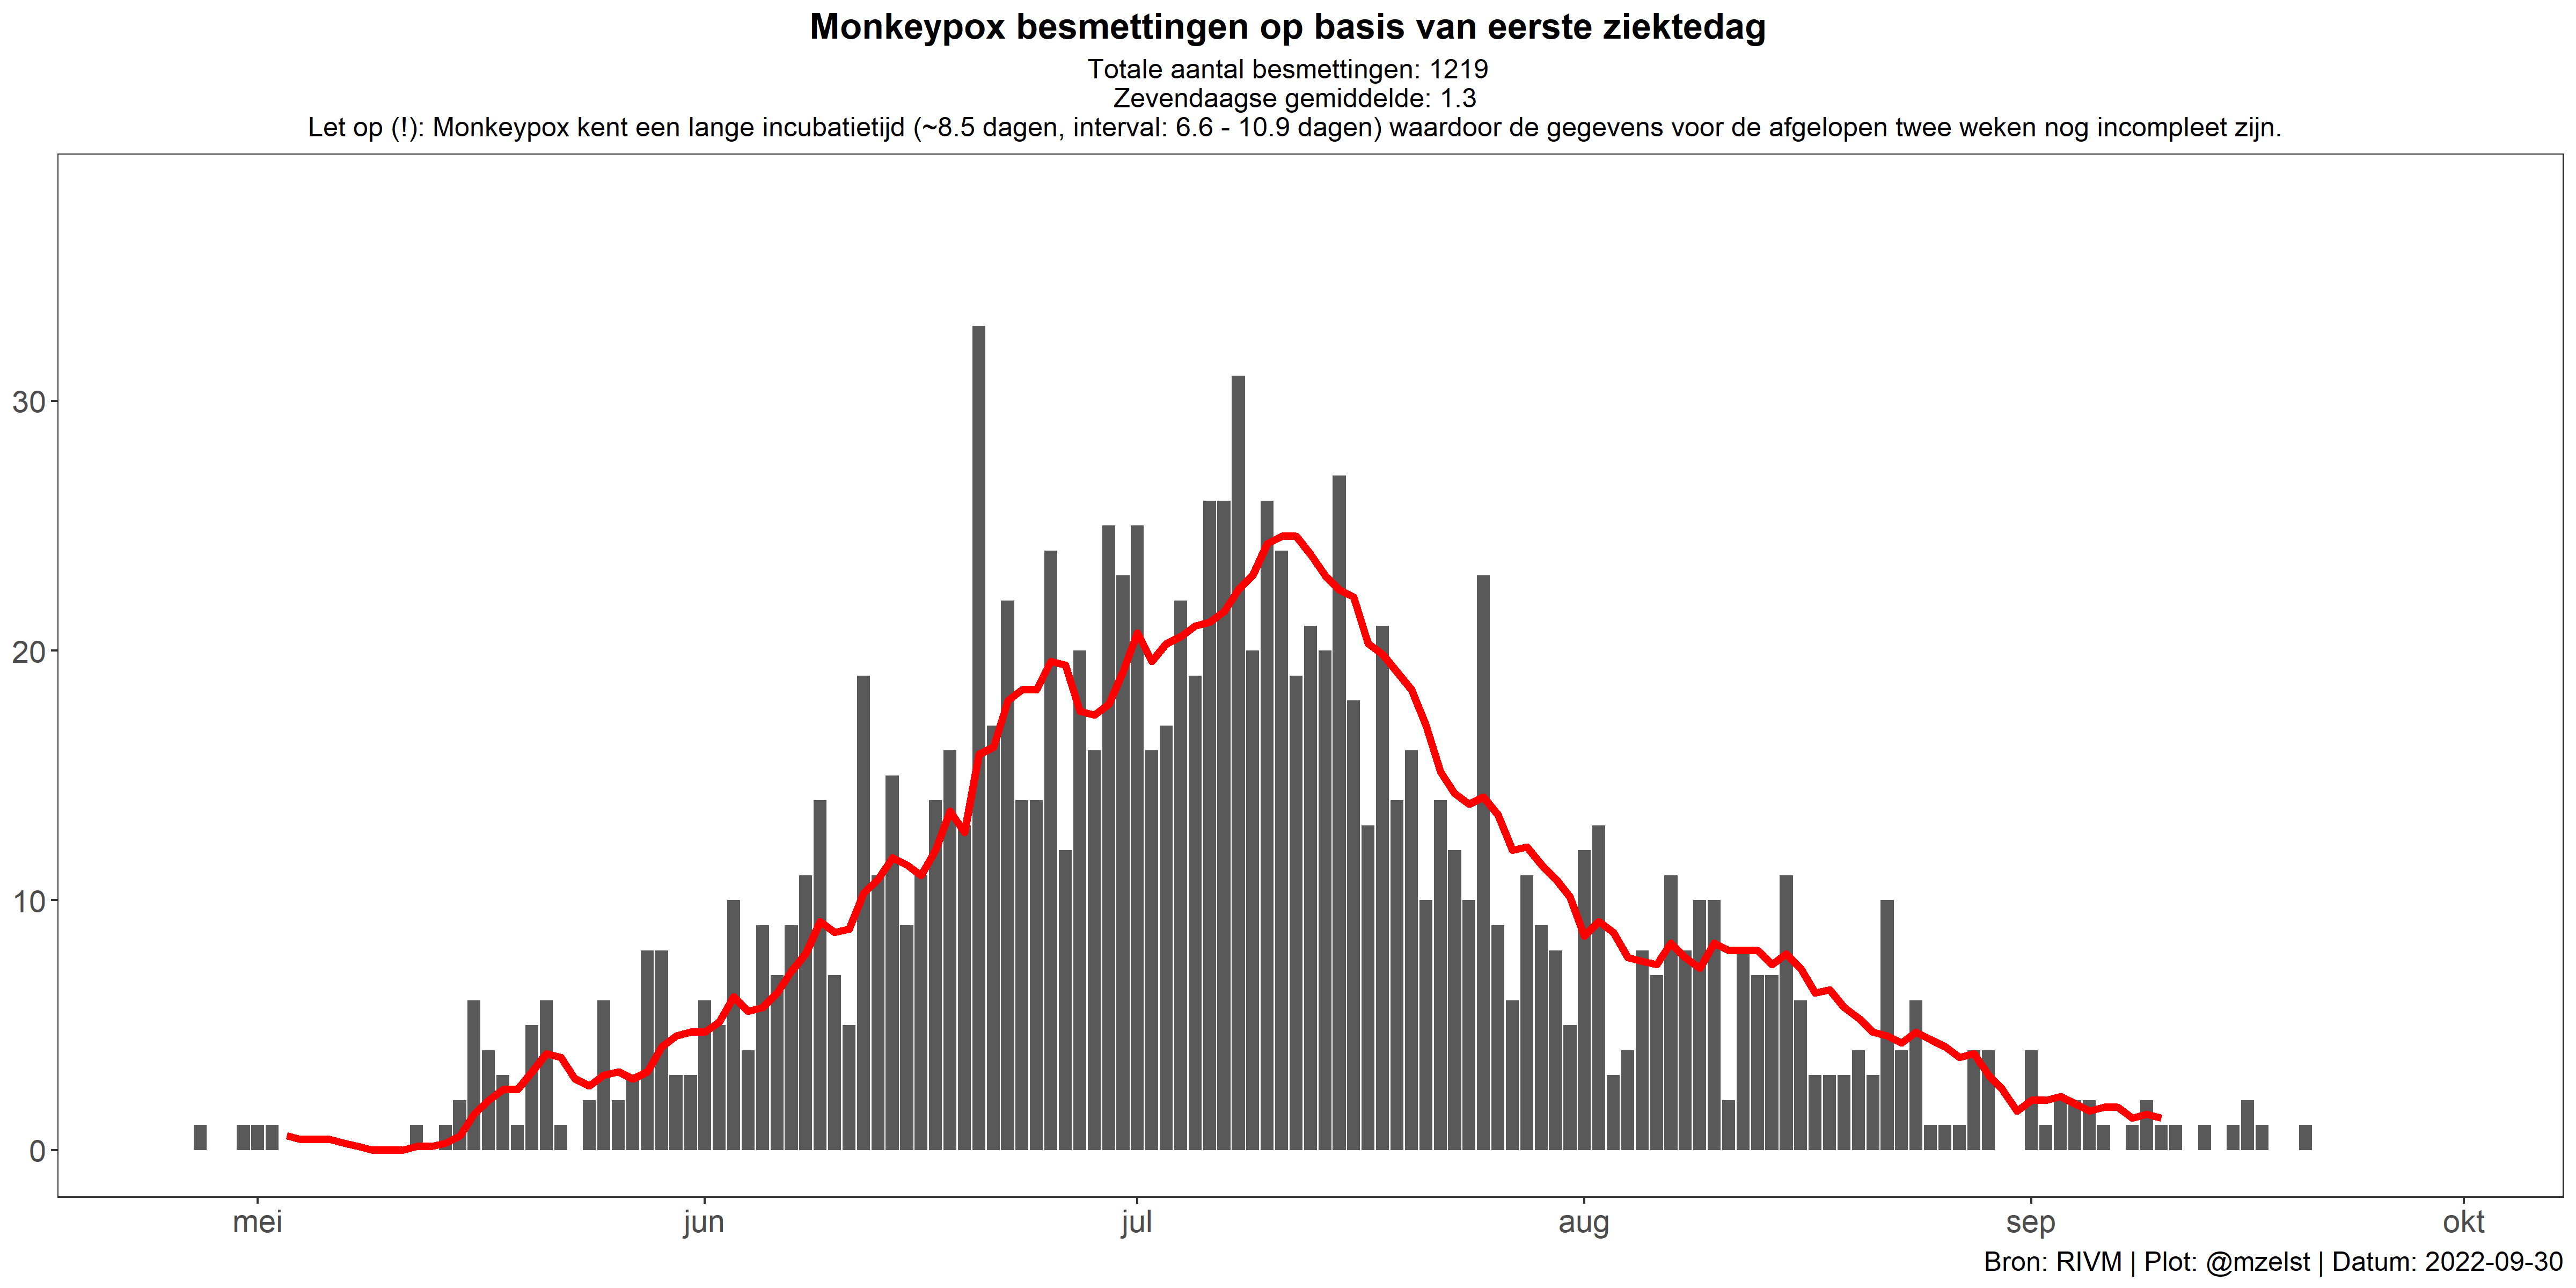 Monkeypox besmettingen op basis van eerste ziektedag
Totale aantal besmettingen: 1219
Zevendaagse gemiddelde: 1.3
Let op (!): Monkeypox kent een lange incubatietijd (~8.5 dagen, interval: 6.6 - 10.9 dagen) waardoor de gegevens voor de afgelopen twee weken nog incompleet zijn.
30
20
10
0
mei jun jul aug sep okt
Bron: RIVM | Plot: @mzelst | Datum: 2022-09-30